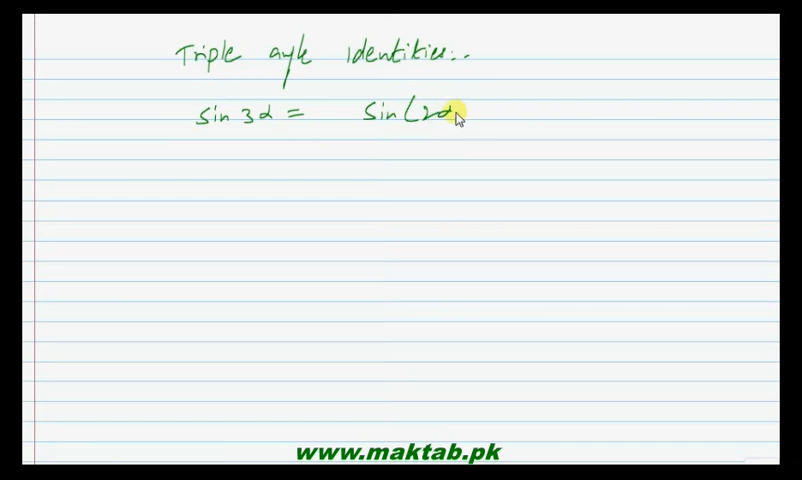 Triple angle identities:-
sin 3α = sin(2α
www.maktab.pk